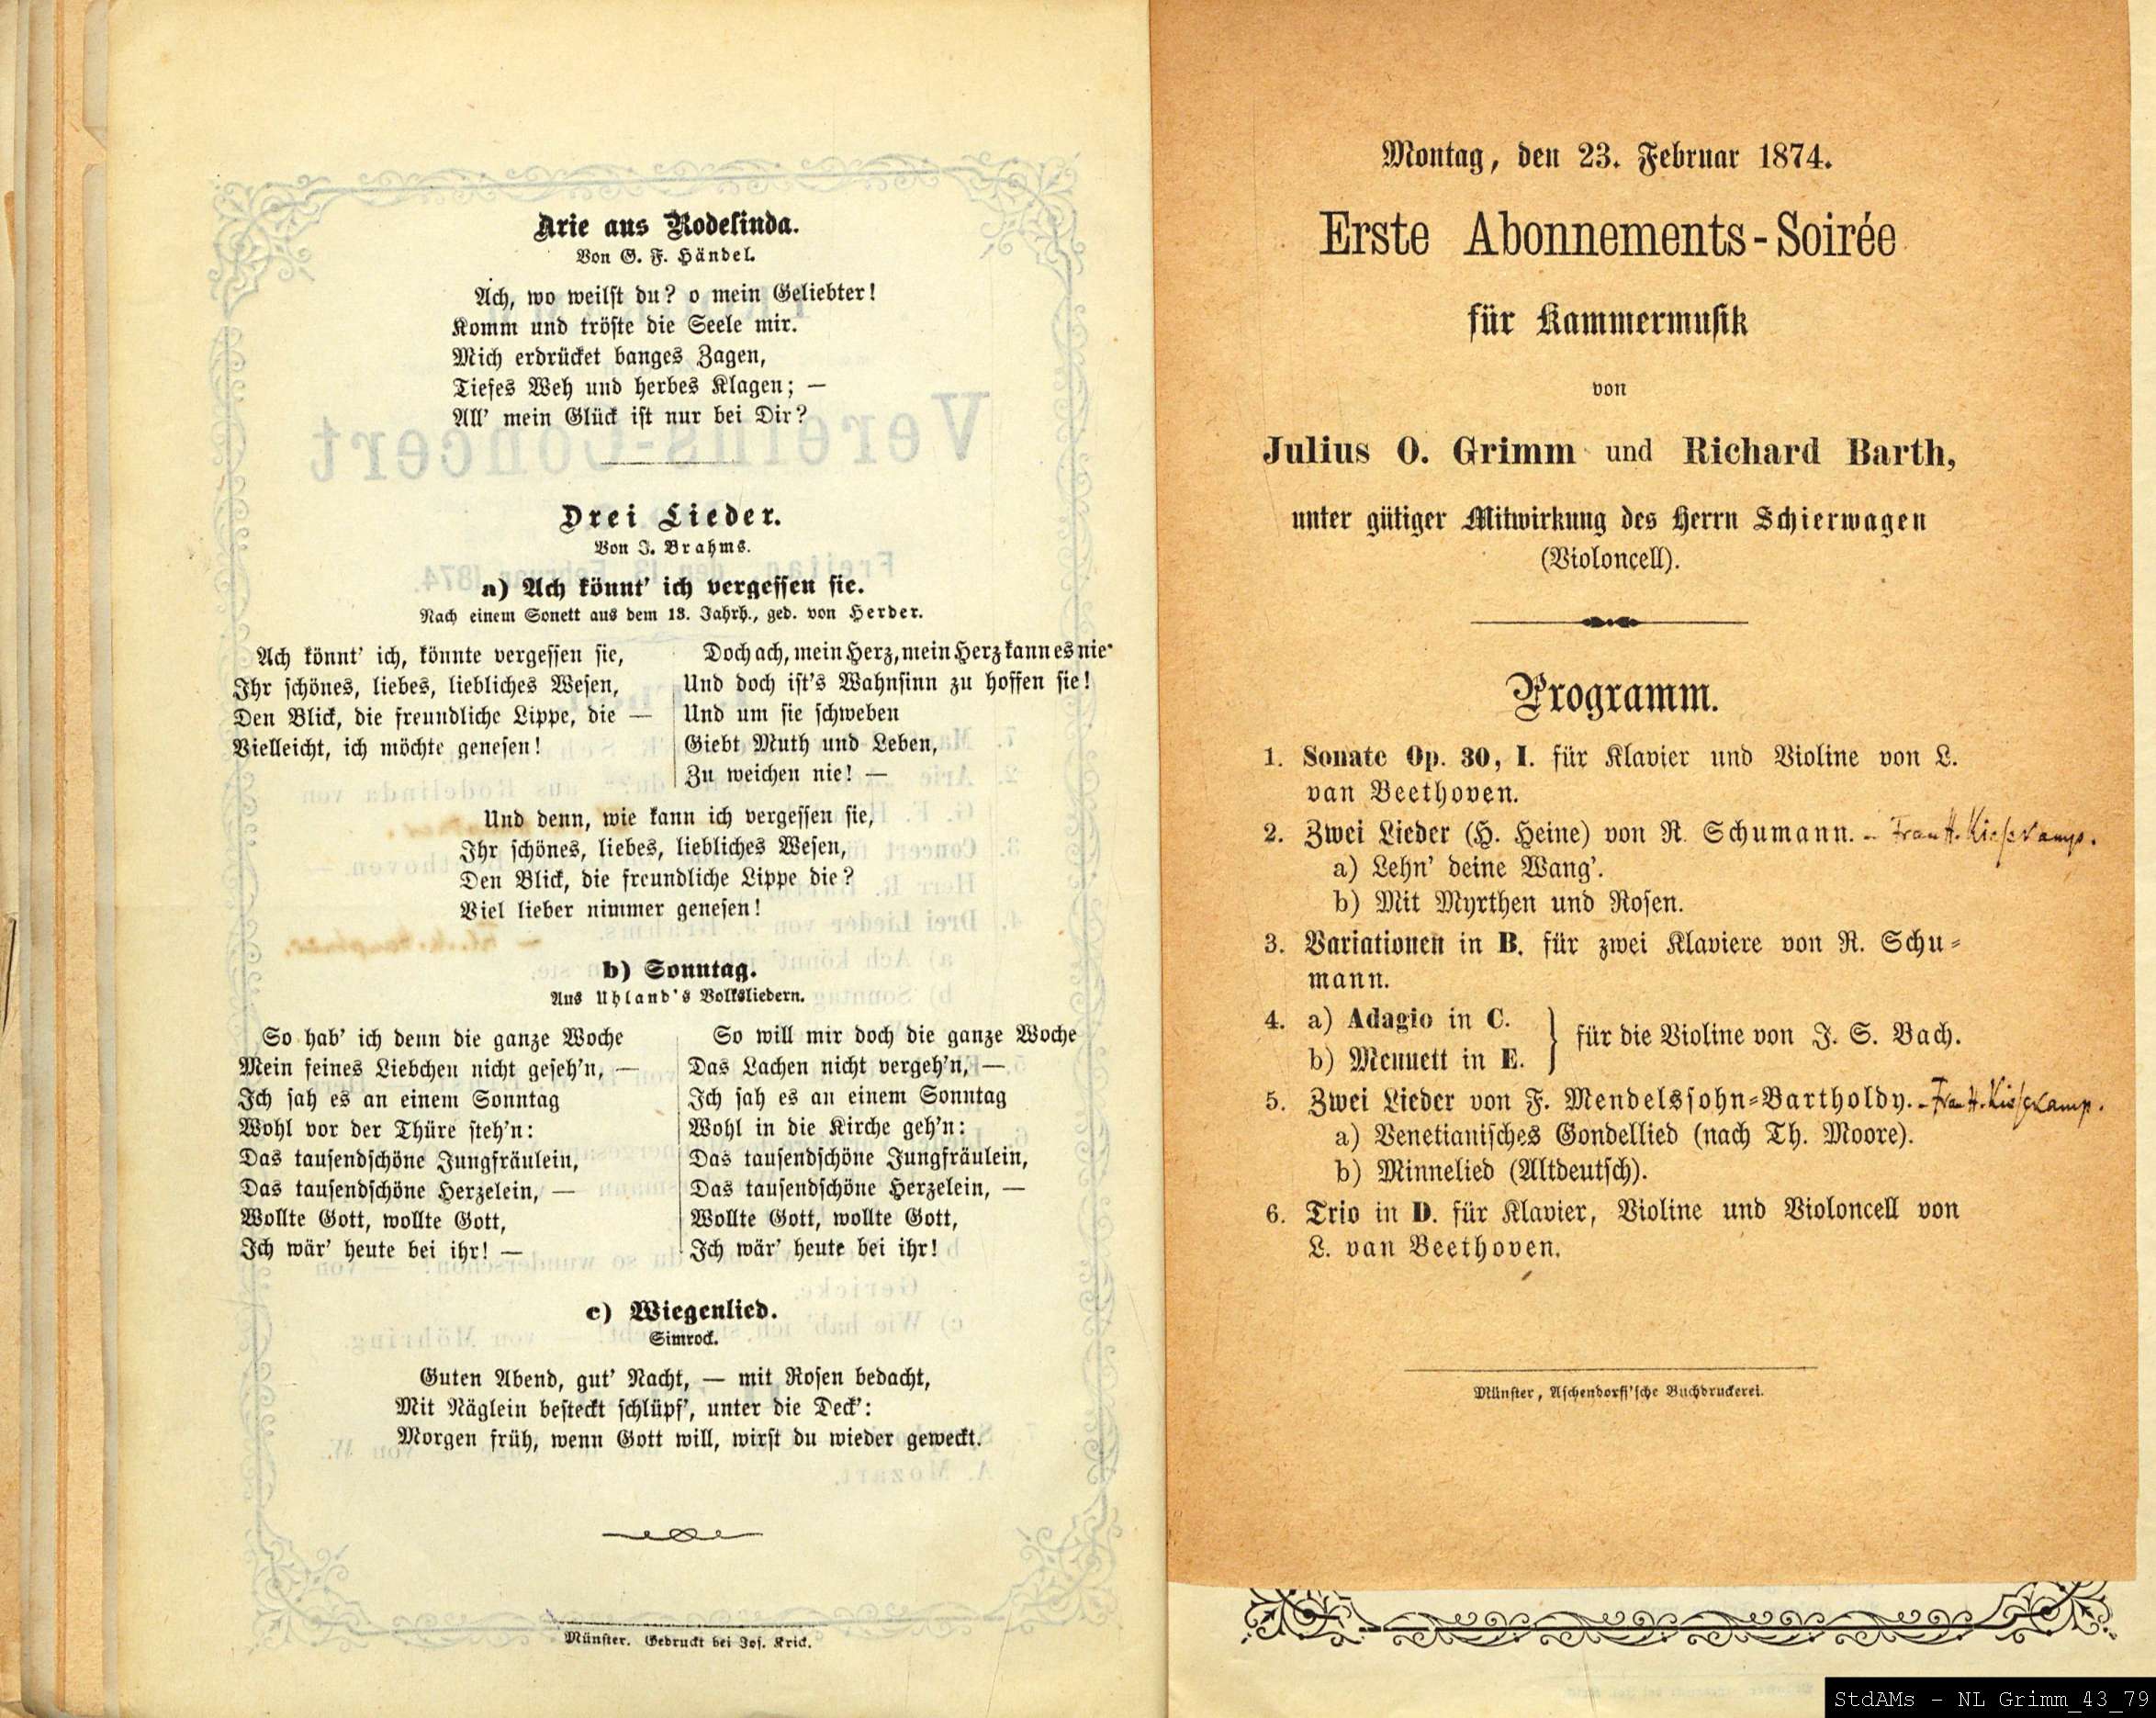 Arie aus Rodelinda.
Von G. F. Händel.
Ach, wo weilst du? o mein Geliebter!
Komm und tröste die Seele mir.
Mich erdrücket banges Zagen,
Tiefes Weh und herbes Klagen; —
All' mein Glück ist nur bei Dir?
Drei Lieder.
Von J. Brahms.
a) Ach könnt' ich vergessen sie.
Nach einem Sonett aus dem 13. Jahrh., ged. von Herder.
Ach könnt' ich, könnte vergessen sie,
Ihr schönes, liebes, liebliches Wesen,
Den Blick, die freundliche Lippe, die —
Vielleicht, ich möchte genesen!
Doch ach, mein Herz, mein Herz kann es nie
Und doch ist's Wahnsinn zu hoffen sie!
Und um sie schweben
Giebt Muth und Leben,
Zu weichen nie! —
Und denn, wie kann ich vergessen sie,
Ihr schönes, liebes, liebliches Wesen,
Den Blick, die freundliche Lippe die?
Viel lieber nimmer genesen!
b) Sonntag.
Aus Uhland's Volksliedern.
So hab' ich denn die ganze Woche
Mein feines Liebchen nicht geseh'n, —
Ich sah es an einem Sonntag
Wohl vor der Thüre steh'n:
Das tausendschöne Jungfräulein,
Das tausendschöne Herzelein, —
Wollte Gott, wollte Gott,
Ich wär' heute bei ihr! —
So will mir doch die ganze Woche
Das Lachen nicht vergeh'n, —
Ich sah es an einem Sonntag
Wohl in die Kirche geh'n:
Das tausendschöne Jungfräulein,
Das tausendschöne Herzelein, —
Wollte Gott, wollte Gott,
Ich wär' heute bei ihr!
c) Wiegenlied.
Simrock.
Guten Abend, gut' Nacht, — mit Rosen bedacht,
Mit Näglein besteckt schlüpf', unter die Deck':
Morgen früh, wenn Gott will, wirst du wieder geweckt.
Münster. Gedruckt bei Jos. Krick.
Montag, den 23. Februar 1874.
Erste Abonnements-Soirée
für Kammermusik
von
Julius O. Grimm und Richard Barth,
unter gütiger Mitwirkung des Herrn Schierwagen
(Violoncell).
Programm.
1. Sonate Op. 30, I. für Klavier und Violine von L.
van Beethoven.
2. Zwei Lieder (H. Heine) von R. Schumann. – Frau H. Kiesekamp.
a) Lehn' deine Wang'.
b) Mit Myrthen und Rosen.
3. Variationen in B. für zwei Klaviere von R. Schu-
mann.
4. a) Adagio in C.
b) Menuett in E. } für die Violine von J. S. Bach.
5. Zwei Lieder von F. Mendelssohn-Bartholdy. – Frau H. Kiesekamp.
a) Venetianisches Gondellied (nach Th. Moore).
b) Minnelied (Altdeutsch).
6. Trio in D. für Klavier, Violine und Violoncell von
L. van Beethoven.
Münster, Aschendorff'sche Buchdruckerei.
StdAMs - NL Grimm_43_79